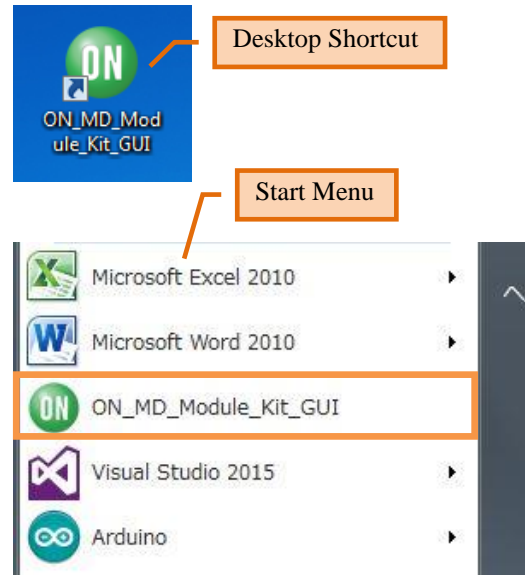 ON
Desktop Shortcut
ON_MD_Mod
ule_Kit_GUI
Start Menu
Microsoft Excel 2010
Microsoft Word 2010
ON
ON_MD_Module_Kit_GUI
Visual Studio 2015
Arduino